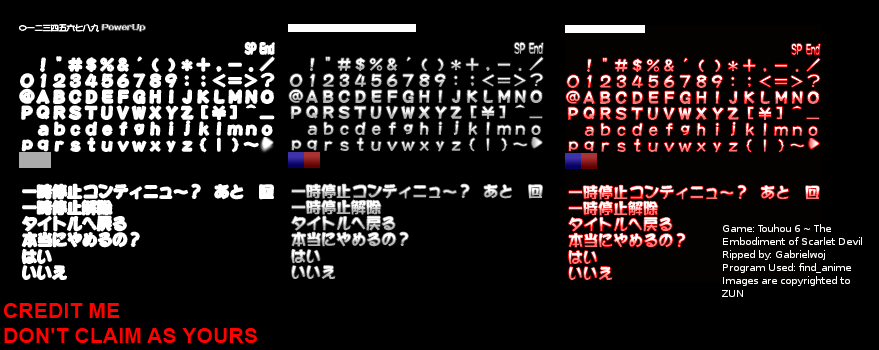 〇一二三四五六七八九 PowerUp
SP End
! " # $ % & ´ ( ) * + , - . /
0 1 2 3 4 5 6 7 8 9 : : < = > ?
@ A B C D E F G H I J K L M N O
P Q R S T U V W X Y Z [ ¥ ] ^ _
a b c d e f g h i j k l m n o
p q r s t u v w x y z ( | ) ~
一時停止コンティニュ～？ あと 回
一時停止解除
タイトルへ戻る
本当にやめるの？
はい
いいえ
SP End
! " # $ % & ´ ( ) * + , - . /
0 1 2 3 4 5 6 7 8 9 : : < = > ?
@ A B C D E F G H I J K L M N O
P Q R S T U V W X Y Z [ ¥ ] ^ _
a b c d e f g h i j k l m n o
p q r s t u v w x y z ( | ) ~
一時停止コンティニュ～？ あと 回
一時停止解除
タイトルへ戻る
本当にやめるの？
はい
いいえ
SP End
! " # $ % & ´ ( ) * + , - . /
0 1 2 3 4 5 6 7 8 9 : : < = > ?
@ A B C D E F G H I J K L M N O
P Q R S T U V W X Y Z [ ¥ ] ^ _
a b c d e f g h i j k l m n o
p q r s t u v w x y z ( | ) ~
一時停止コンティニュ～？ あと 回
一時停止解除
タイトルへ戻る
本当にやめるの？
はい
いいえ
Game: Touhou 6 ~ The
Embodiment of Scarlet Devil
Ripped by: Gabrielwoj
Program Used: find_anime
Images are copyrighted to
ZUN
CREDIT ME
DON'T CLAIM AS YOURS